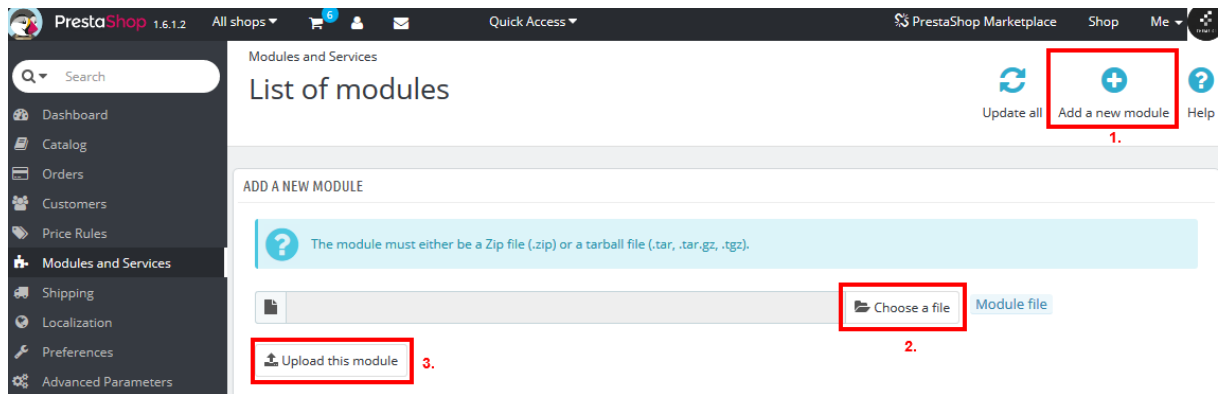 PrestaShop 1.6.1.2 All shops 6 Quick Access PrestaShop Marketplace Shop Me
Search
Dashboard
Catalog
Orders
Customers
Price Rules
Modules and Services
Shipping
Localization
Preferences
Advanced Parameters
Modules and Services
List of modules
Update all
Add a new module
Help
1.
ADD A NEW MODULE
? The module must either be a Zip file (.zip) or a tarball file (.tar, .tar.gz, .tgz).
Choose a file Module file
2.
Upload this module 3.